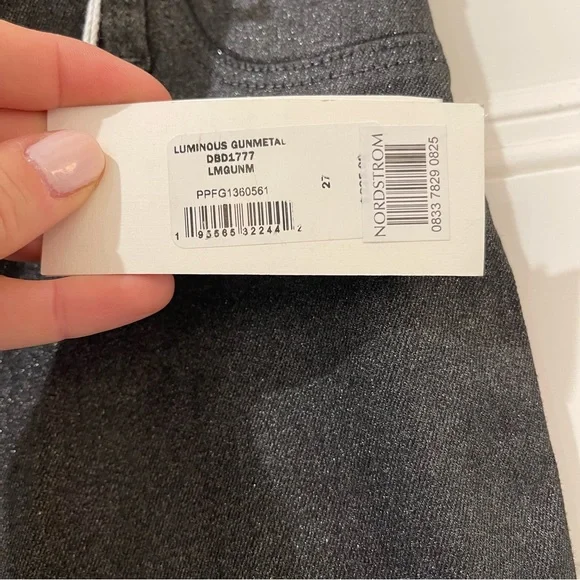 LUMINOUS GUNMETAL
DBD1777
LMGUNM
PPFG1360561
1 93565 32244 2
27
NORDSTROM
0833 7829 0825